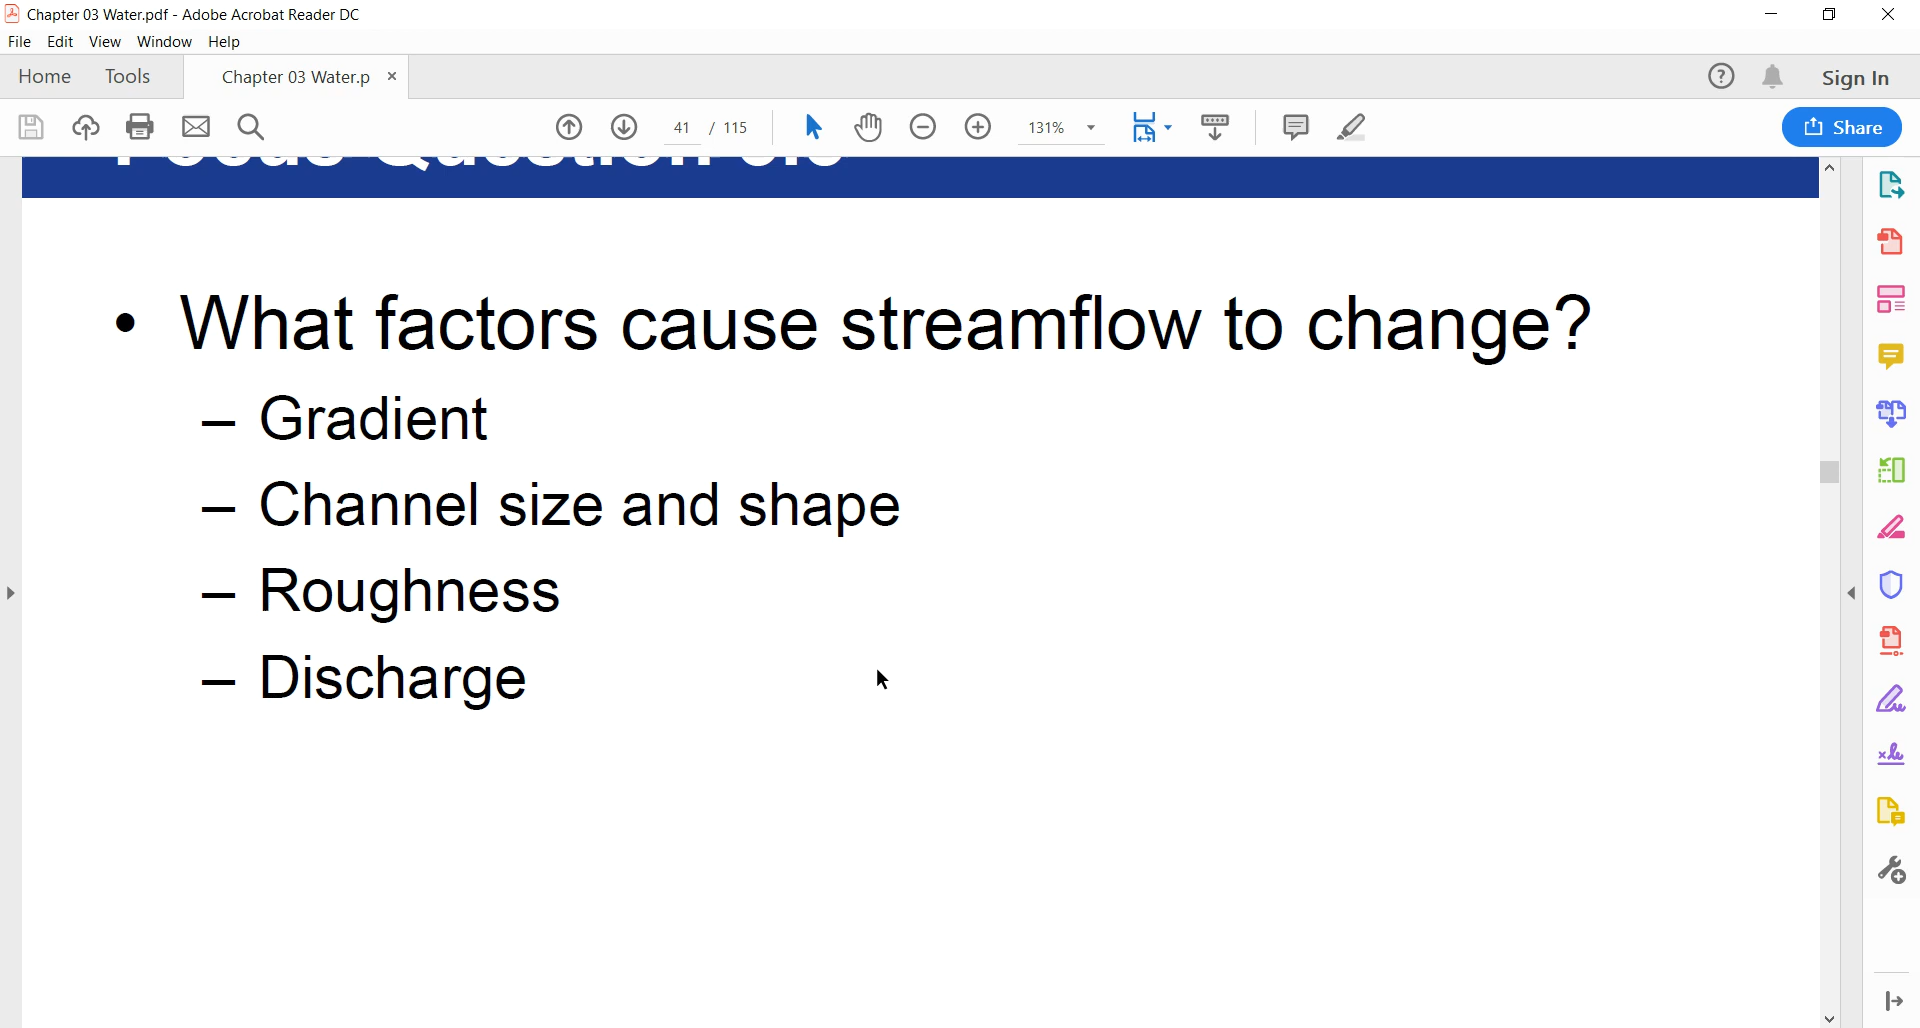 Chapter 03 Water.pdf - Adobe Acrobat Reader DC
File Edit View Window Help
Home Tools Chapter 03 Water.p × Sign In
41 / 115 131% Share
• What factors cause streamflow to change?
– Gradient
– Channel size and shape
– Roughness
– Discharge